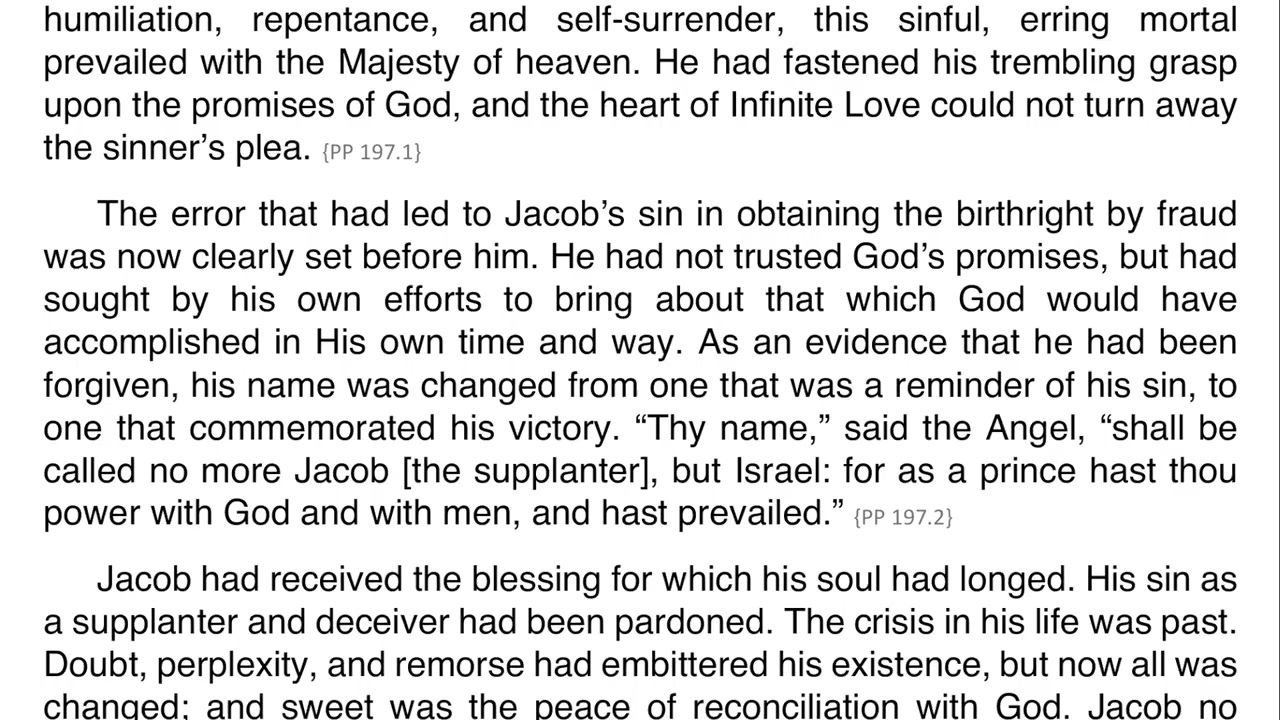 humiliation, repentance, and self-surrender, this sinful, erring mortal
prevailed with the Majesty of heaven. He had fastened his trembling grasp
upon the promises of God, and the heart of Infinite Love could not turn away
the sinner’s plea. {PP 197.1}
The error that had led to Jacob’s sin in obtaining the birthright by fraud
was now clearly set before him. He had not trusted God’s promises, but had
sought by his own efforts to bring about that which God would have
accomplished in His own time and way. As an evidence that he had been
forgiven, his name was changed from one that was a reminder of his sin, to
one that commemorated his victory. “Thy name,” said the Angel, “shall be
called no more Jacob [the supplanter], but Israel: for as a prince hast thou
power with God and with men, and hast prevailed.” {PP 197.2}
Jacob had received the blessing for which his soul had longed. His sin as
a supplanter and deceiver had been pardoned. The crisis in his life was past.
Doubt, perplexity, and remorse had embittered his existence, but now all was
changed; and sweet was the peace of reconciliation with God. Jacob no